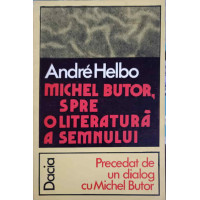 André Helbo
MICHEL BUTOR,
SPRE
O LITERATURĂ
A SEMNULUI
Precedat de
un dialog
cu Michel Butor
Dacia